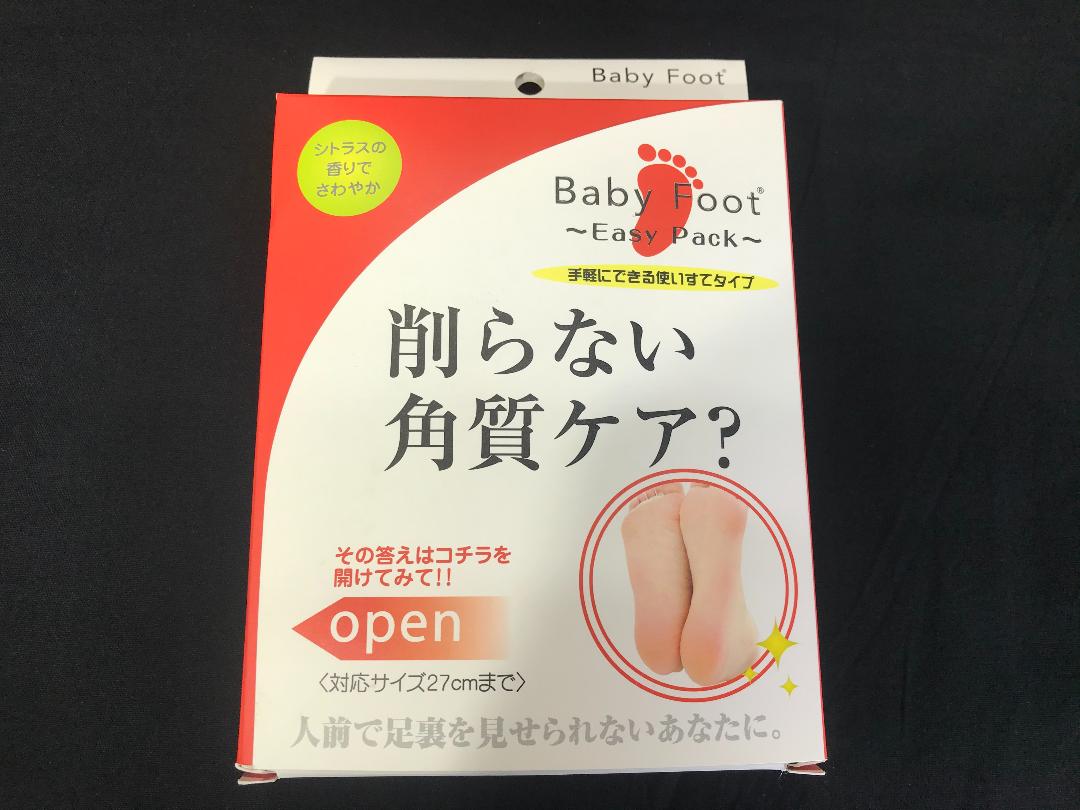 Baby Foot®
シトラスの
香りで
さわやか
Baby Foot®
～Easy Pack～
手軽にできる使いすてタイプ
削らない
角質ケア?
その答えはコチラを
開けてみて!!
open
〈対応サイズ27cmまで〉
人前で足裏を見せられないあなたに。